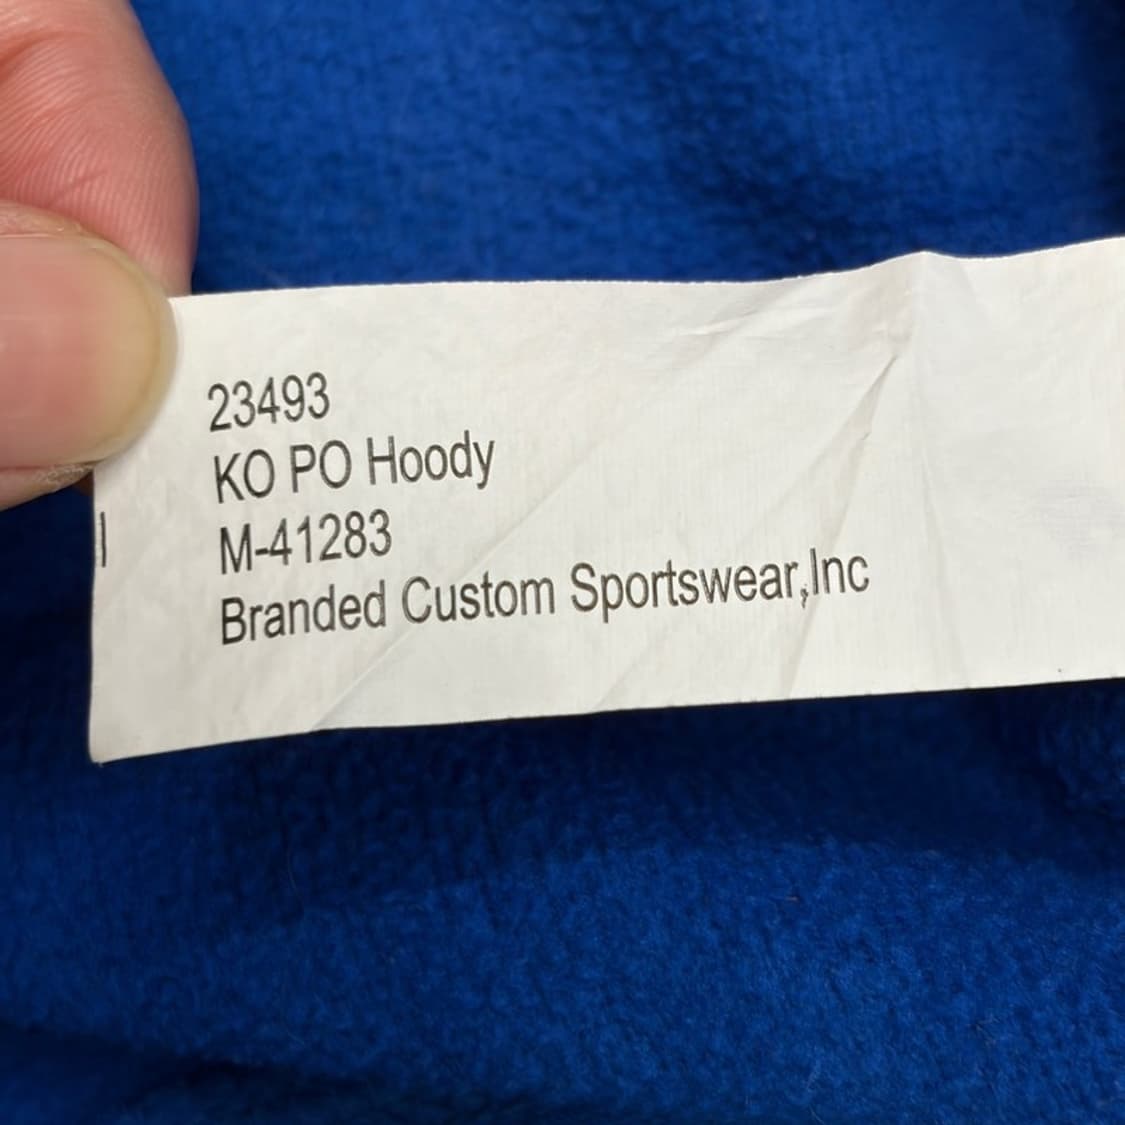 23493
KO PO Hoody
M-41283
Branded Custom Sportswear,Inc